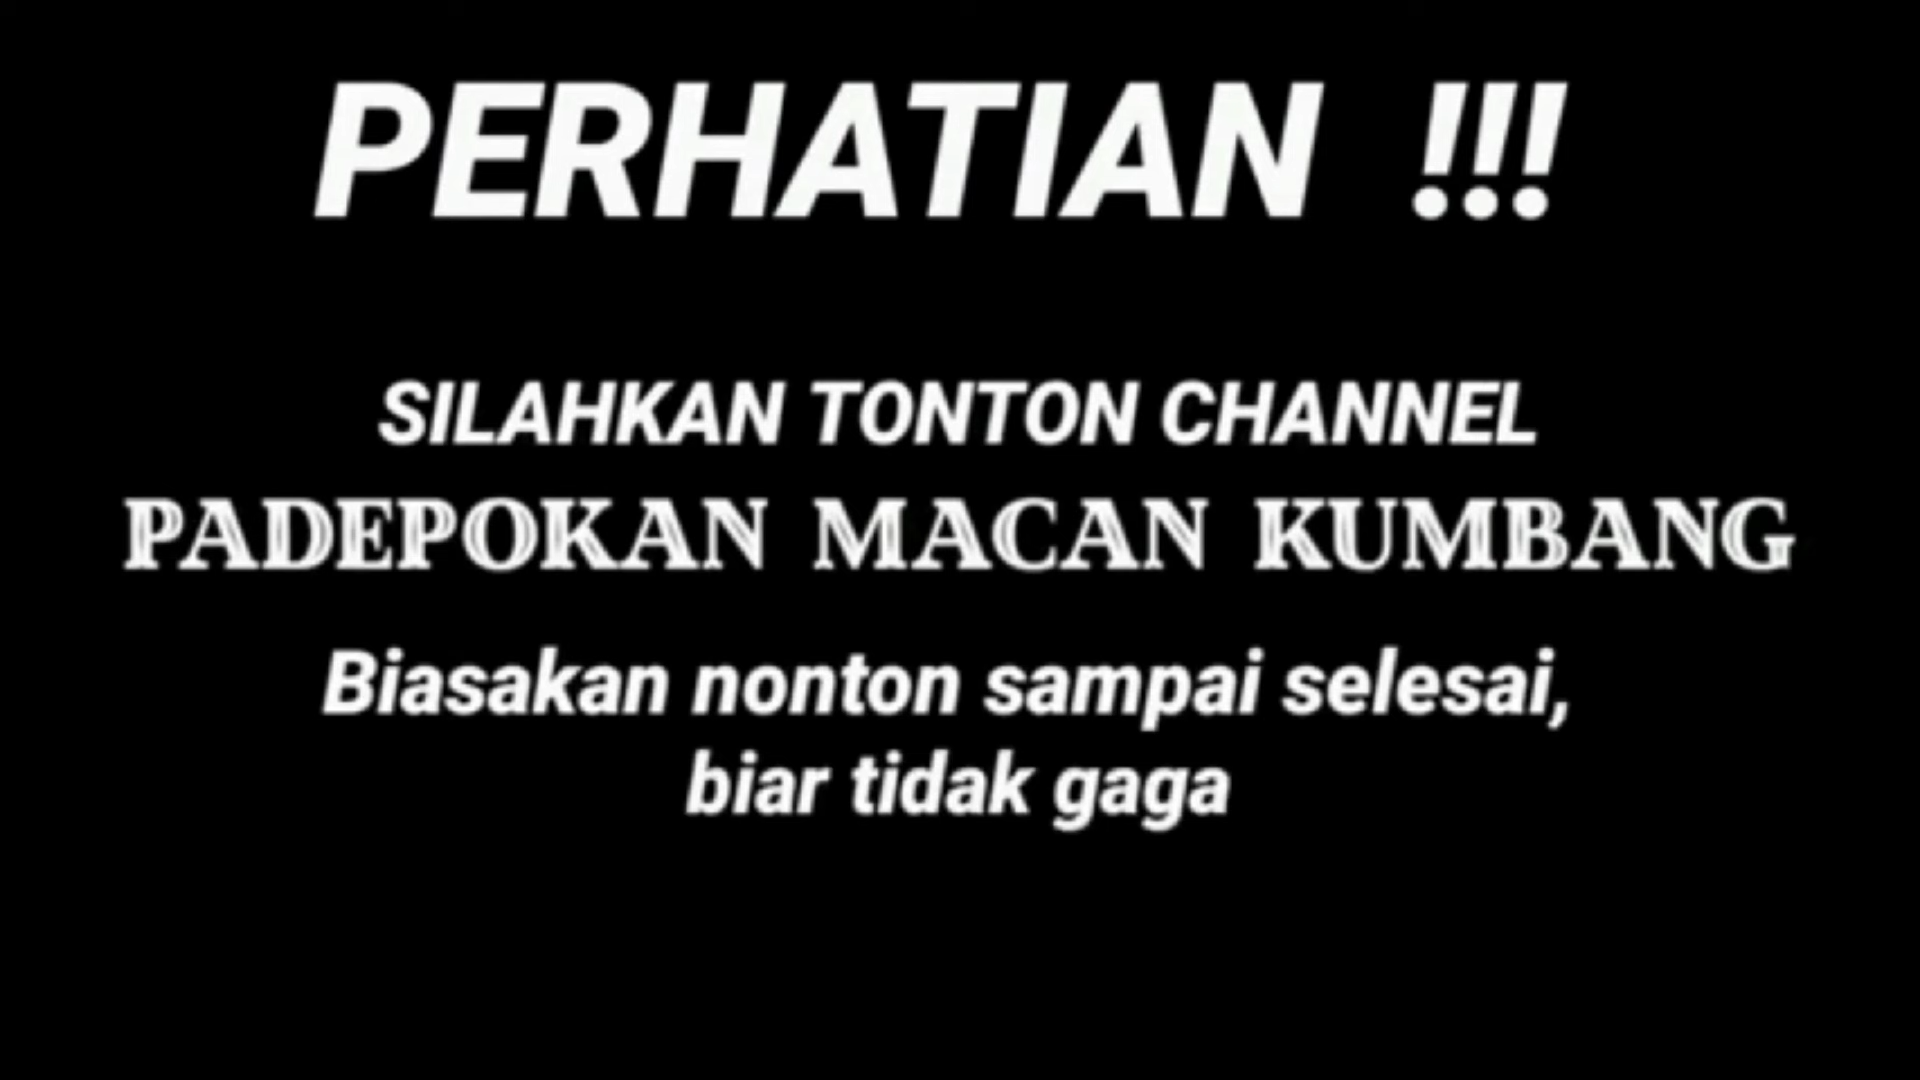 PERHATIAN !!!
SILAHKAN TONTON CHANNEL
PADEPOKAN MACAN KUMBANG
Biasakan nonton sampai selesai,
biar tidak gaga